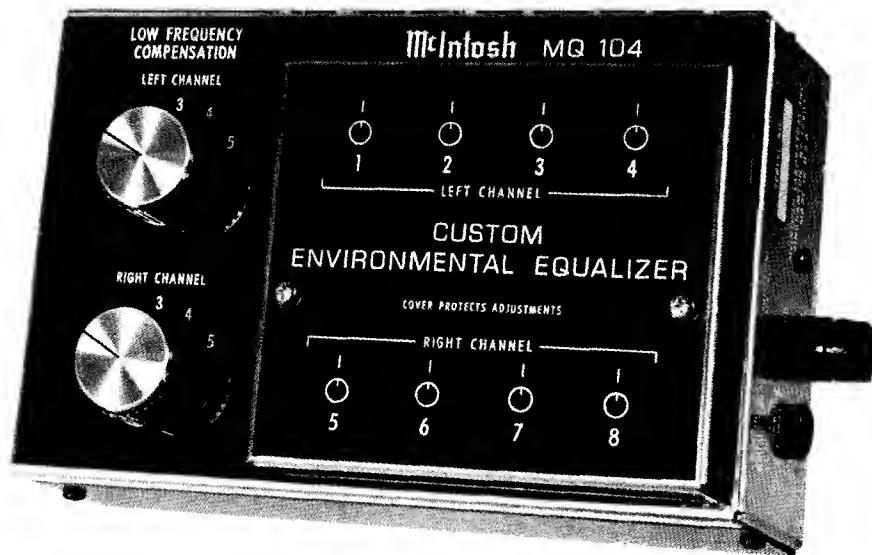 LOW FREQUENCY
COMPENSATION
LEFT CHANNEL
3 4
5
RIGHT CHANNEL
3 4
5
McIntosh MQ 104
1 2 3 4
LEFT CHANNEL
CUSTOM
ENVIRONMENTAL EQUALIZER
COVER PROTECTS ADJUSTMENTS
RIGHT CHANNEL
5 6 7 8